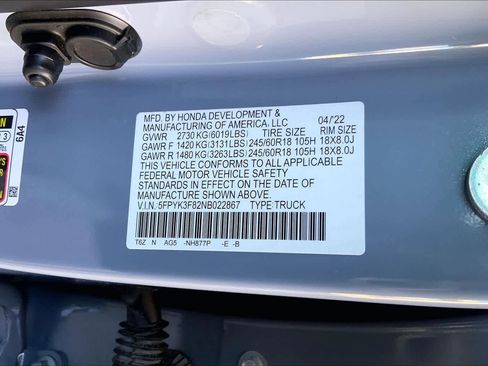 MFD. BY HONDA DEVELOPMENT &
MANUFACTURING OF AMERICA, LLC 04/22
GVWR 2730 KG (6019LBS) TIRE SIZE RIM SIZE
GAWR F 1420 KG (3131LBS) 245/60R18 105H 18X8.0J
GAWR R 1480 KG (3263LBS) 245/60R18 105H 18X8.0J
THIS VEHICLE CONFORMS TO ALL APPLICABLE
FEDERAL MOTOR VEHICLE SAFETY
STANDARDS IN EFFECT ON THE DATE OF
MANUFACTURE SHOWN ABOVE.
V.I.N. 5FPYK3F82NB022867 TYPE:TRUCK
T6Z N AG5 -NH877P -E -B
6A4